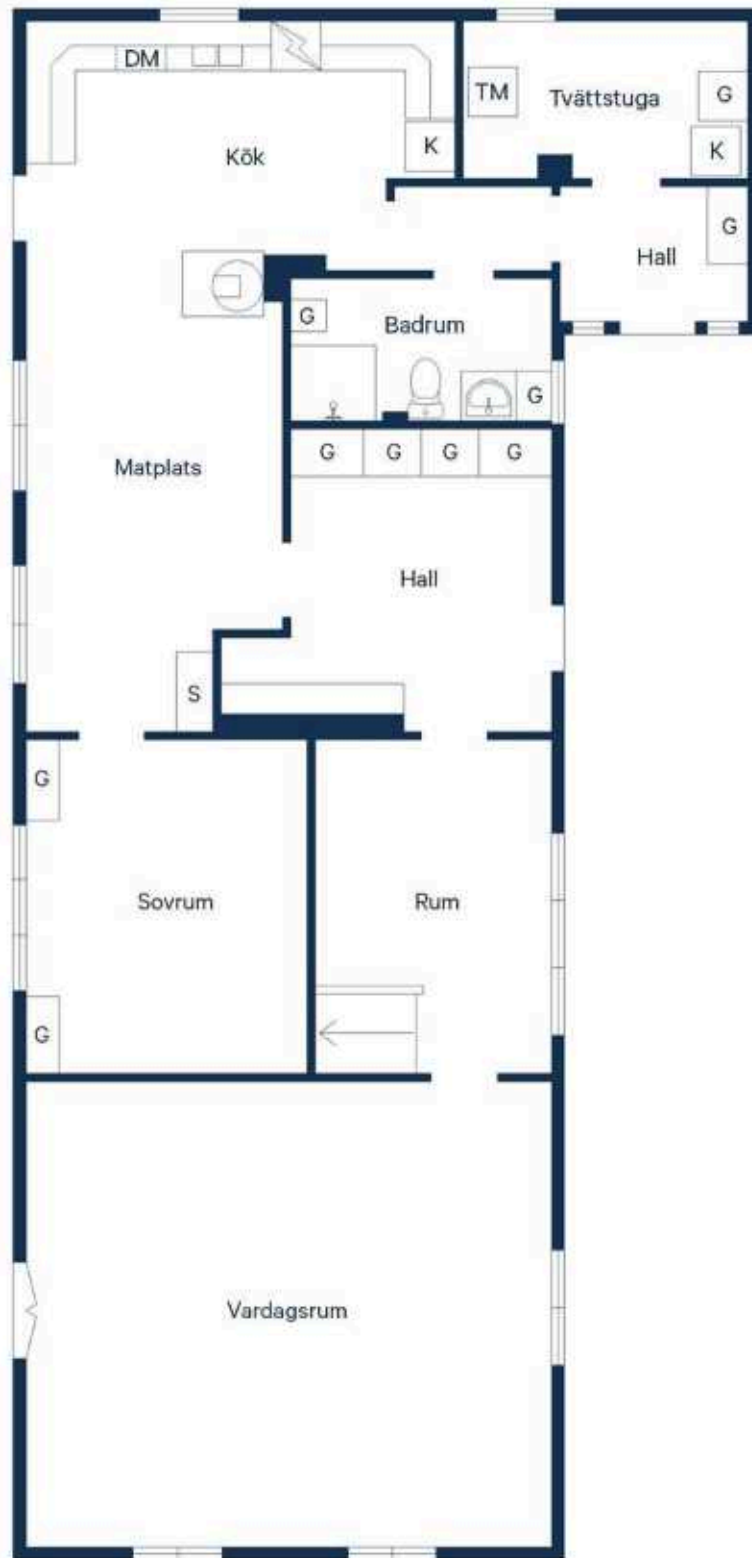 DM
TM
Tvättstuga
G
K
K
Kök
G
Hall
G
Badrum
G
G
G
G
G
Matplats
Hall
S
G
Sovrum
Rum
G
Vardagsrum